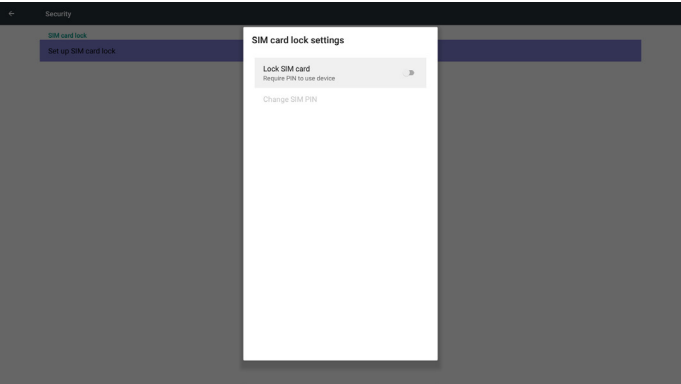 Security
SIM card lock
Set up SIM card lock
SIM card lock settings
Lock SIM card
Require PIN to use device
Change SIM PIN